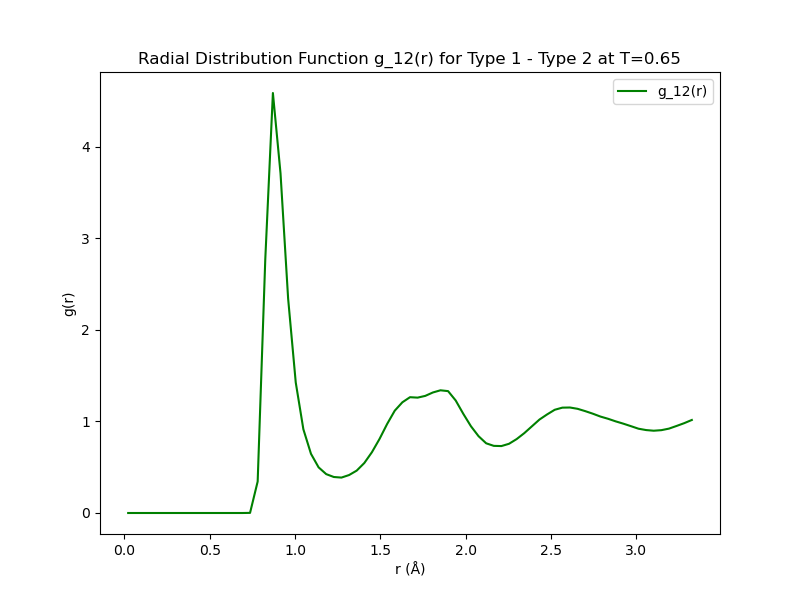 Radial Distribution Function g_12(r) for Type 1 - Type 2 at T=0.65
g_12(r)
4
3
2
1
0
g(r)
0.0 0.5 1.0 1.5 2.0 2.5 3.0
r (Å)